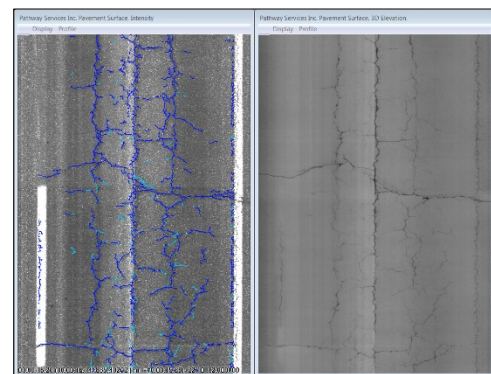 Pathway Services Inc. Pavement Surface. Intensity
Display Profile
Pathway Services Inc. Pavement Surface. 3D Elevation
Display Profile